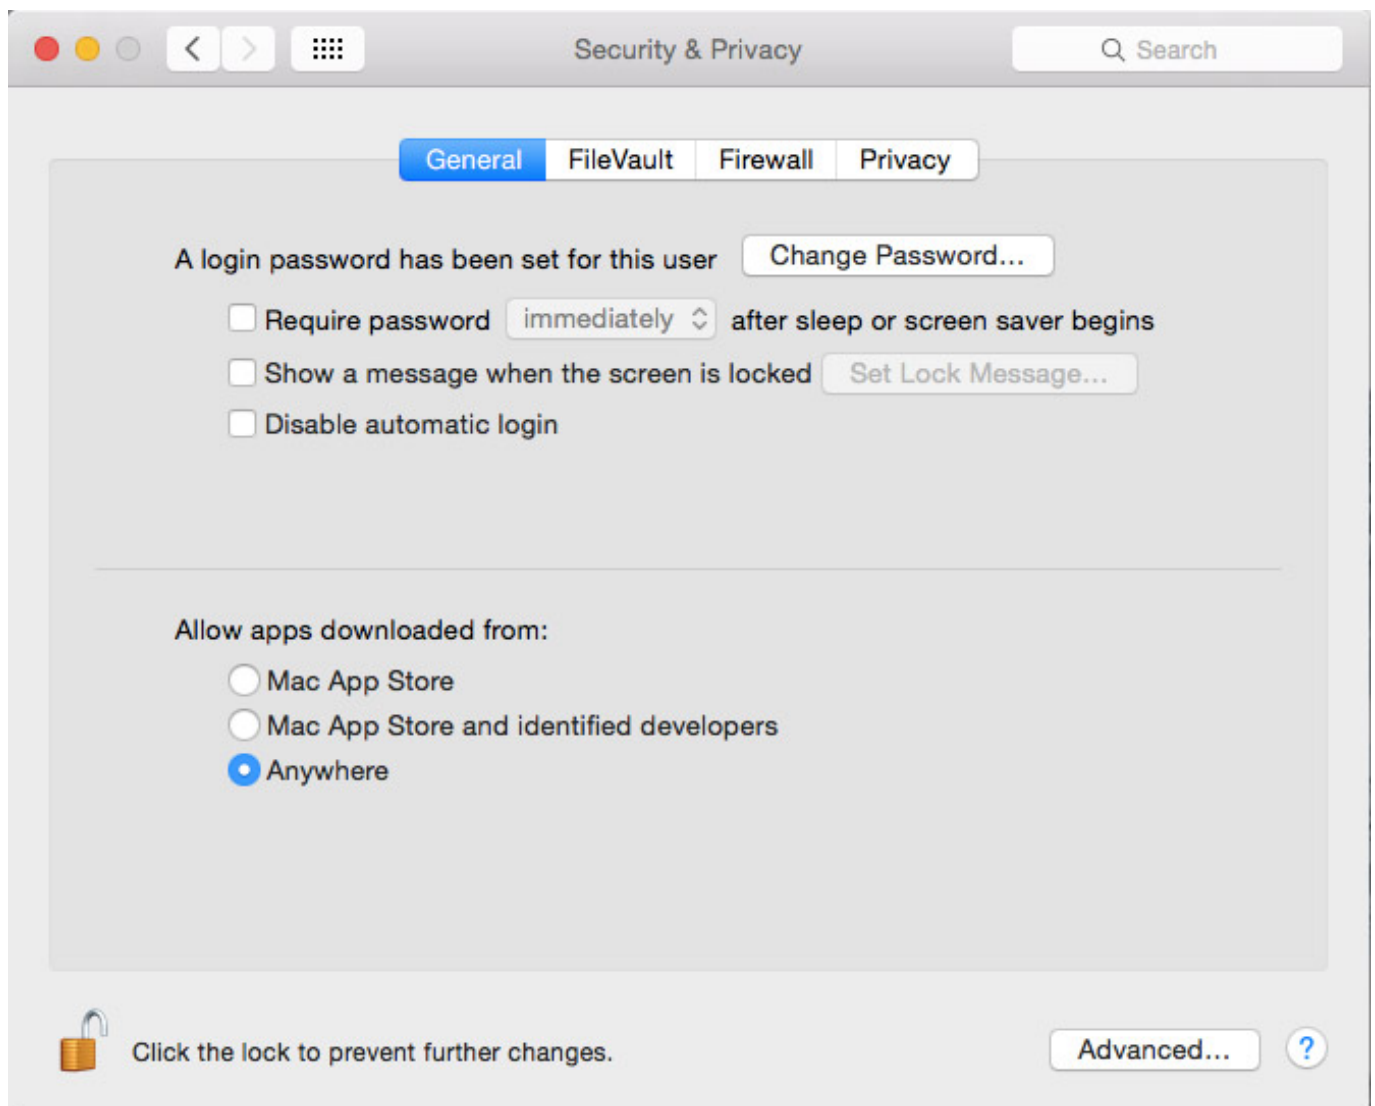 Security & Privacy
Search
General FileVault Firewall Privacy
A login password has been set for this user Change Password...
Require password immediately after sleep or screen saver begins
Show a message when the screen is locked Set Lock Message...
Disable automatic login
Allow apps downloaded from:
Mac App Store
Mac App Store and identified developers
Anywhere
Click the lock to prevent further changes.
Advanced... ?